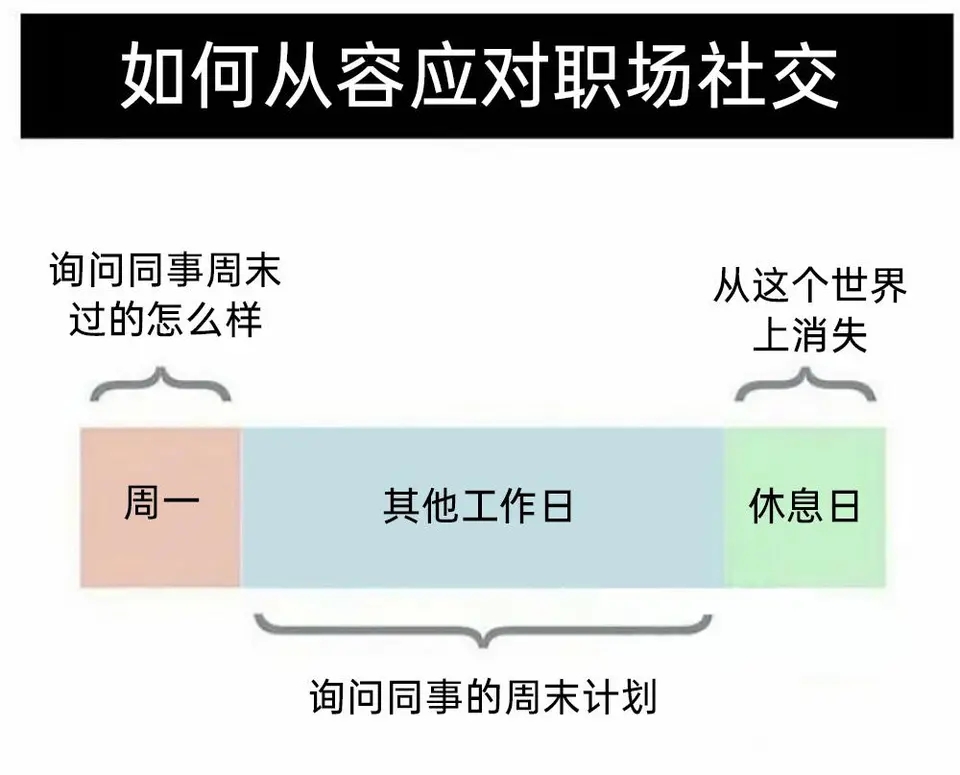 如何从容应对职场社交
询问同事周末
过的怎么样
从这个世界
上消失
周一
其他工作日
休息日
询问同事的周末计划